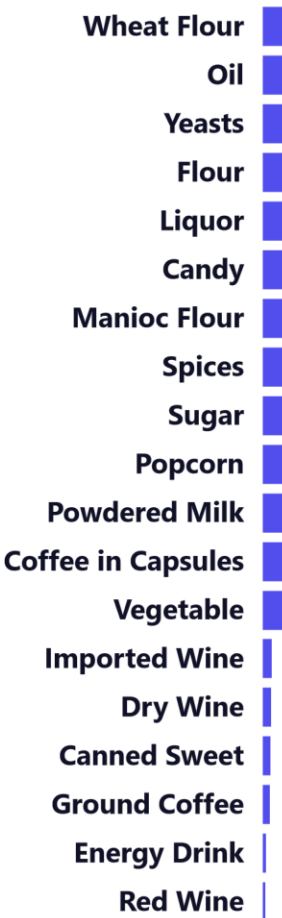 Wheat Flour
Oil
Yeasts
Flour
Liquor
Candy
Manioc Flour
Spices
Sugar
Popcorn
Powdered Milk
Coffee in Capsules
Vegetable
Imported Wine
Dry Wine
Canned Sweet
Ground Coffee
Energy Drink
Red Wine